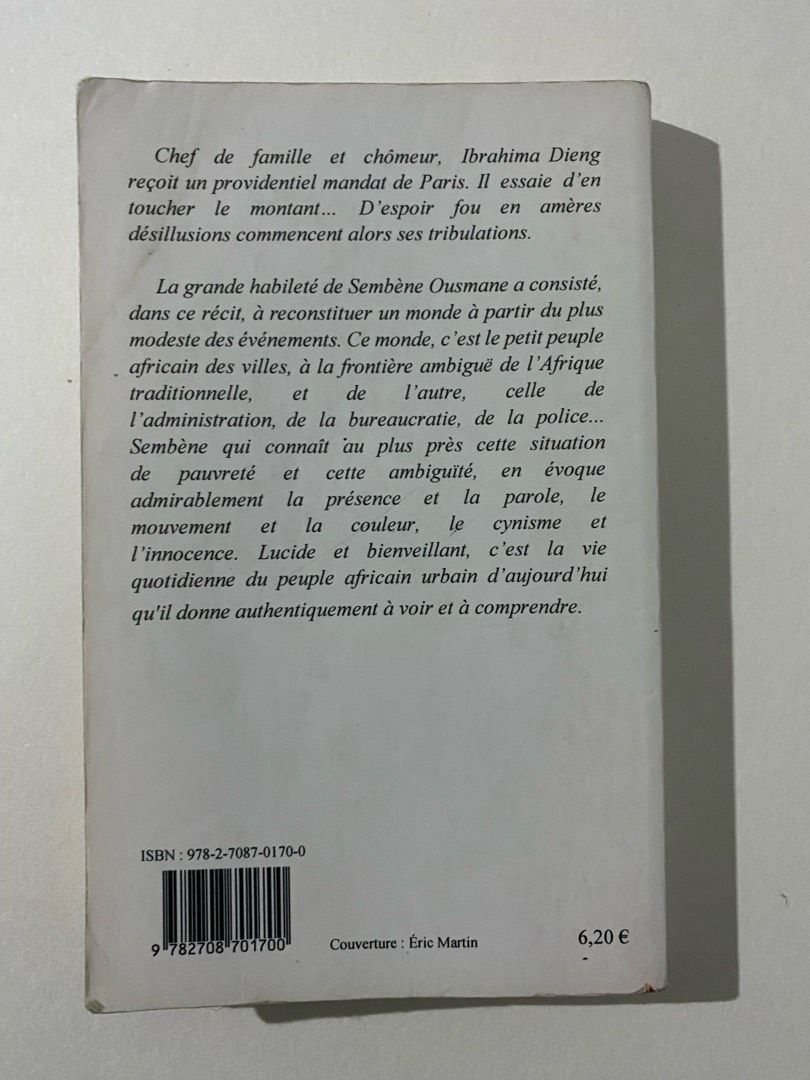 Chef de famille et chômeur, Ibrahima Dieng
reçoit un providentiel mandat de Paris. Il essaie d'en
toucher le montant... D'espoir fou en amères
désillusions commencent alors ses tribulations.
La grande habileté de Sembène Ousmane a consisté,
dans ce récit, à reconstituer un monde à partir du plus
modeste des événements. Ce monde, c'est le petit peuple
africain des villes, à la frontière ambiguë de l'Afrique
traditionnelle, et de l'autre, celle de
l'administration, de la bureaucratie, de la police...
Sembène qui connaît au plus près cette situation
de pauvreté et cette ambiguïté, en évoque
admirablement la présence et la parole, le
mouvement et la couleur, le cynisme et
l'innocence. Lucide et bienveillant, c'est la vie
quotidienne du peuple africain urbain d'aujourd'hui
qu'il donne authentiquement à voir et à comprendre.
ISBN : 978-2-7087-0170-0
9 782708 701700
Couverture : Éric Martin
6,20 €